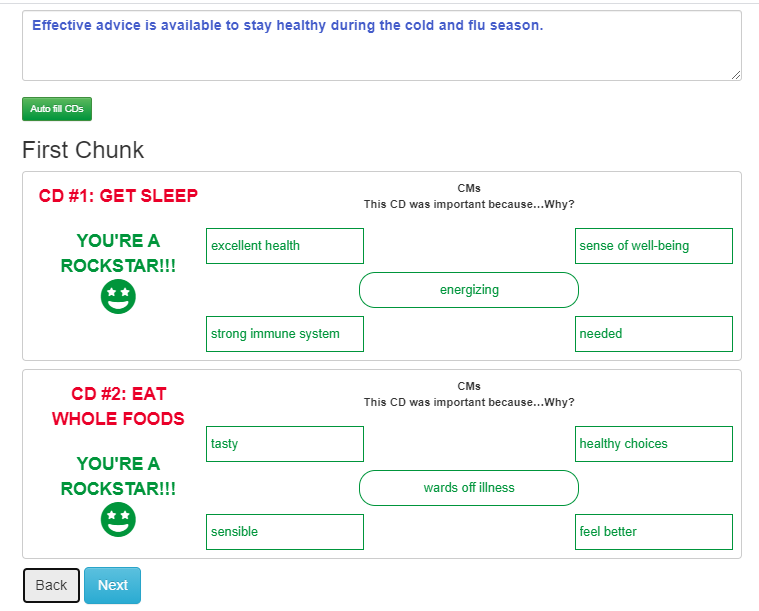 Effective advice is available to stay healthy during the cold and flu season.
Auto fill CDs
First Chunk
CD #1: GET SLEEP
YOU'RE A
ROCKSTAR!!!
CMs
This CD was important because...Why?
excellent health
sense of well-being
energizing
strong immune system
needed
CD #2: EAT
WHOLE FOODS
YOU'RE A
ROCKSTAR!!!
CMs
This CD was important because...Why?
tasty
healthy choices
wards off illness
sensible
feel better
Back
Next